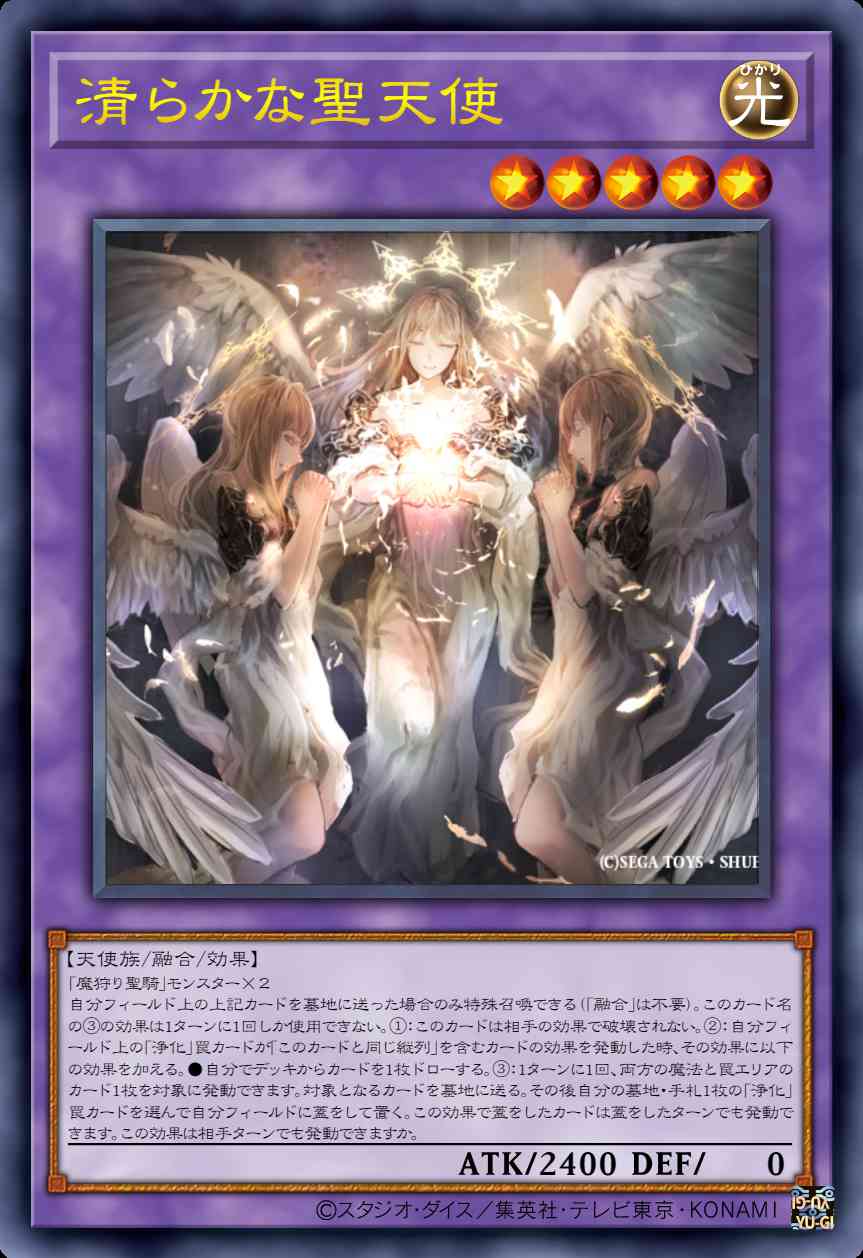 清らかな聖天使
ひかり
光
(C)SEGA TOYS・SHUE
【天使族/融合/効果】
「魔狩り聖騎」モンスター×2
自分フィールド上の上記カードを墓地に送った場合のみ特殊召喚できる(「融合」は不要)。このカード名
の③の効果は1ターンに1回しか使用できない。①:このカードは相手の効果で破壊されない。②:自分フィ
ールド上の「浄化」罠カードが「このカードと同じ縦列」を含むカードの効果を発動した時、その効果に以下
の効果を加える。●自分でデッキからカードを1枚ドローする。③:1ターンに1回、両方の魔法と罠エリアの
カード1枚を対象に発動できます。対象となるカードを墓地に送る。その後自分の墓地・手札1枚の「浄化」
罠カードを選んで自分フィールドに蓋をして置く。この効果で蓋をしたカードは蓋をしたターンでも発動で
きます。この効果は相手ターンでも発動できますか。
ATK/2400 DEF/ 0
©スタジオ・ダイス/集英社・テレビ東京・KONAMI